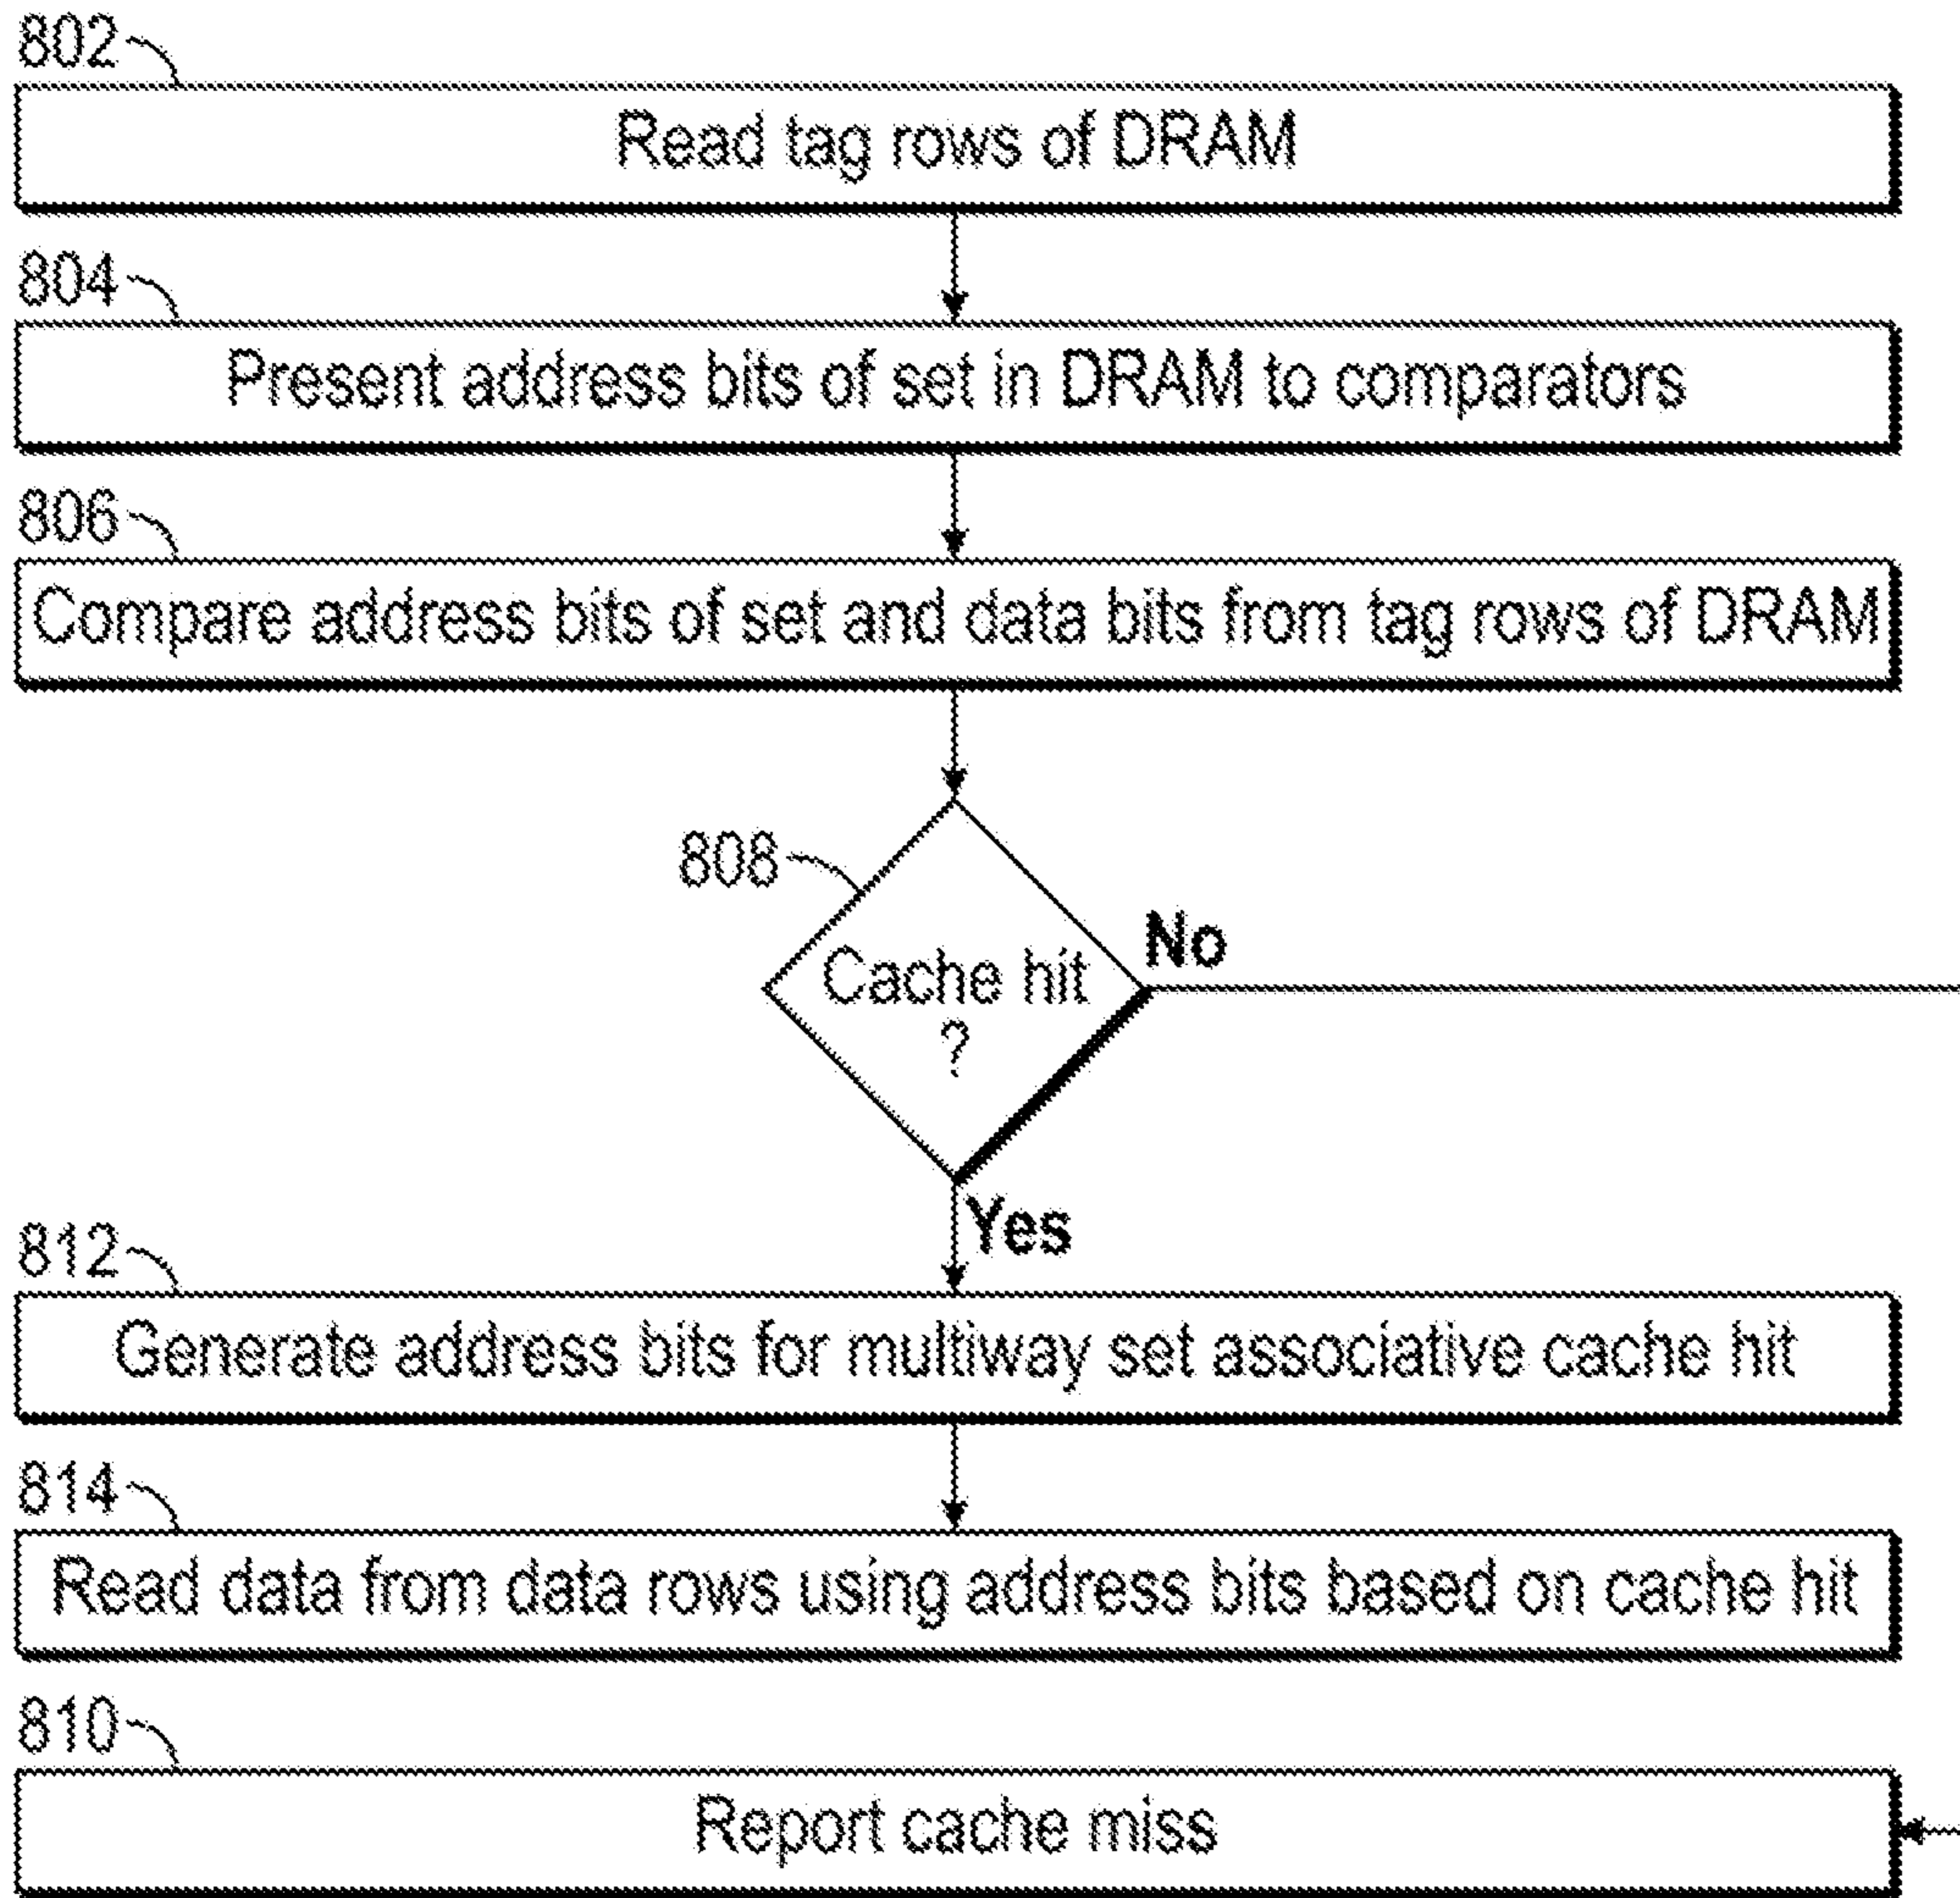 802
Read tag rows of DRAM
804
Present address bits of set in DRAM to comparators
806
Compare address bits of set and data bits from tag rows of DRAM
808
Cache hit
?
No
Yes
812
Generate address bits for multiway set associative cache hit
814
Read data from data rows using address bits based on cache hit
810
Report cache miss